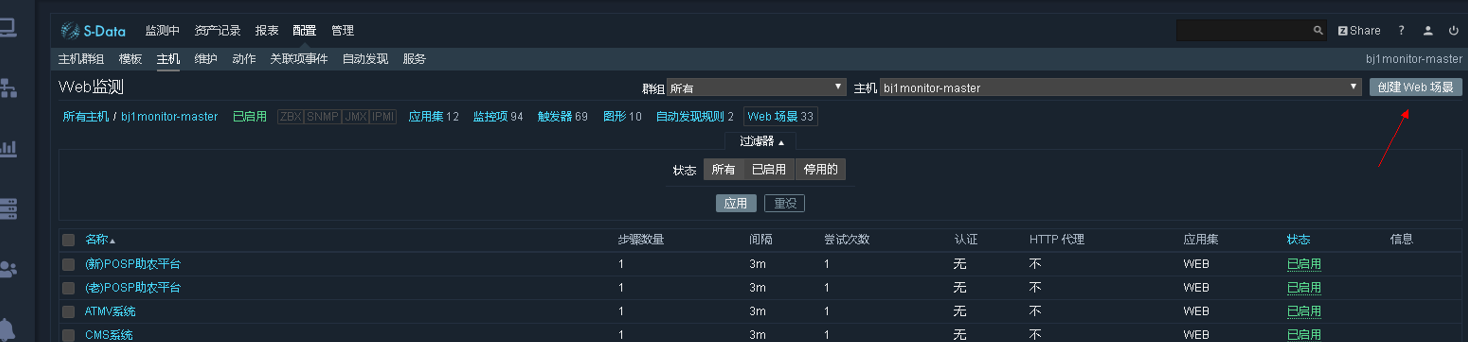 S-Data 监测中 资产记录 报表 配置 管理 Z Share ?
主机群组 模板 主机 维护 动作 关联项事件 自动发现 服务 bj1monitor-master
Web监测 群组 所有 主机 bj1monitor-master 创建 Web 场景
所有主机 / bj1monitor-master 已启用 ZBX SNMP JMX IPMI 应用集 12 监控项 94 触发器 69 图形 10 自动发现规则 2 Web 场景 33
过滤器
状态 所有 已启用 停用的
应用 重设
名称 步骤数量 间隔 尝试次数 认证 HTTP 代理 应用集 状态 信息
(新)POSP助农平台 1 3m 1 无 不 WEB 已启用
(老)POSP助农平台 1 3m 1 无 不 WEB 已启用
ATMV系统 1 3m 1 无 不 WEB 已启用
CMS系统 1 3m 1 无 不 WEB 已启用